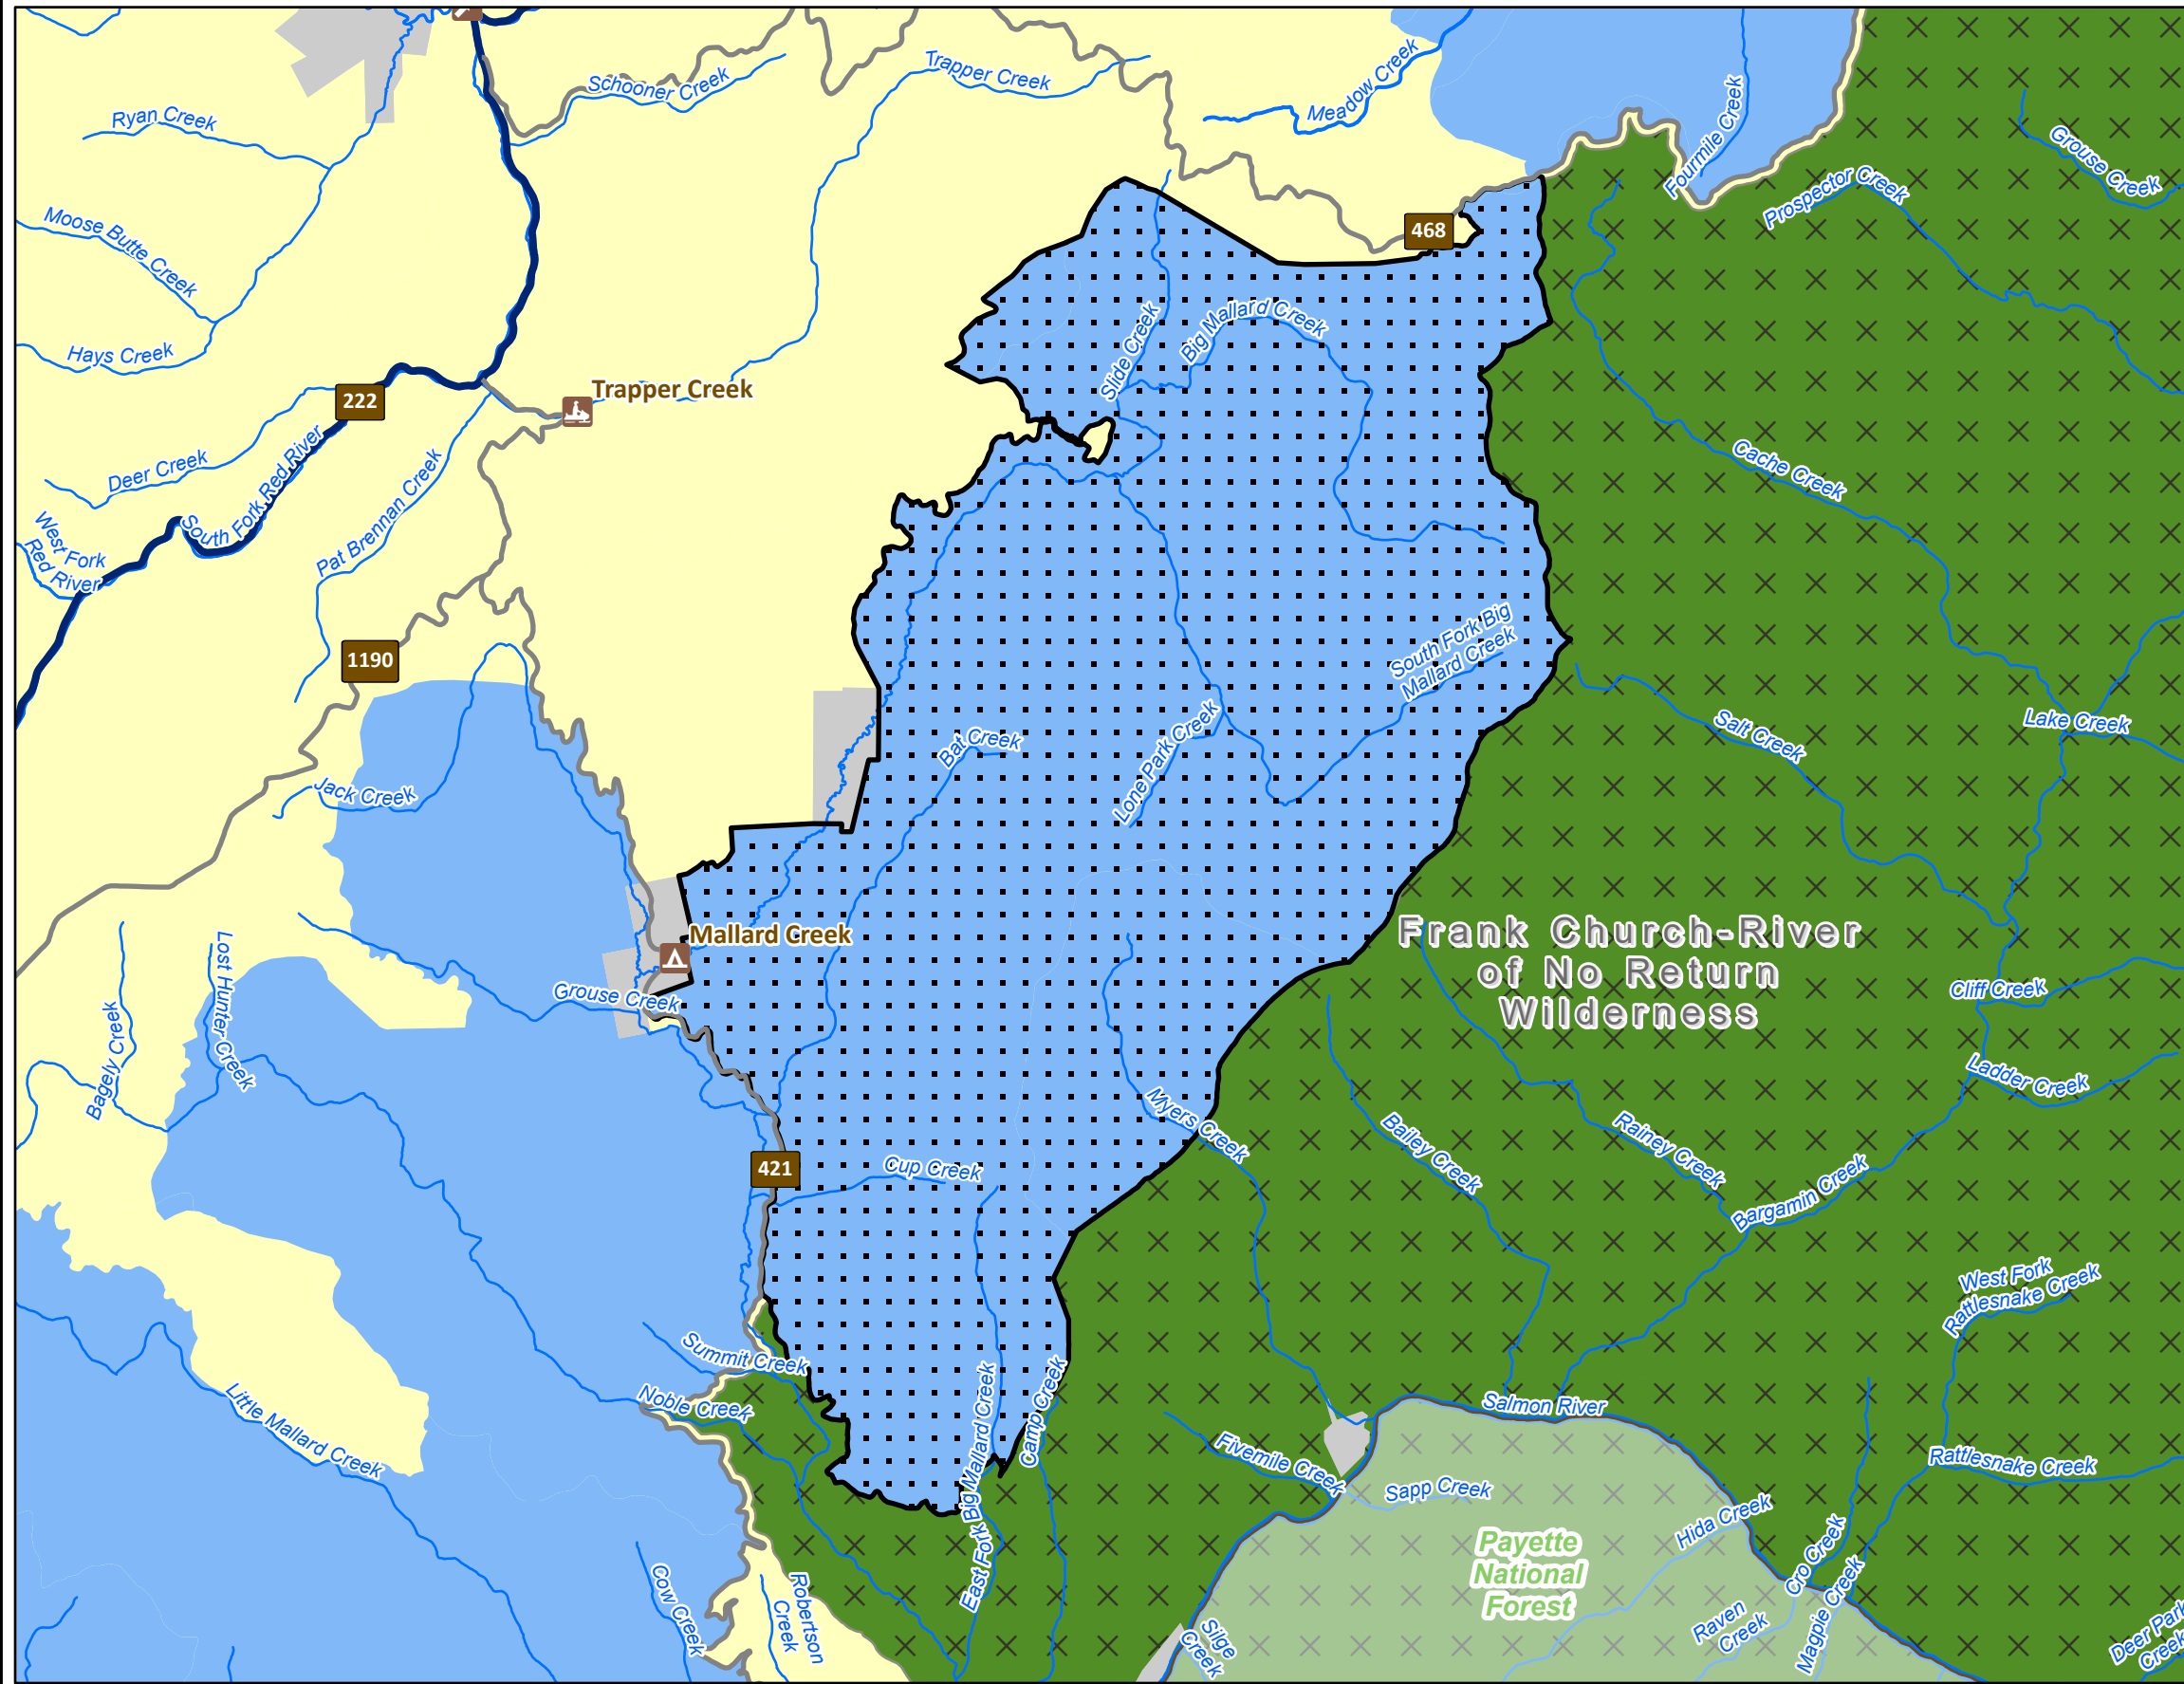 Schooner Creek
Trapper Creek
Meadow Creek
Fourmile Creek
Grouse Creek
Prospector Creek
Ryan Creek
Moose Butte Creek
Hays Creek
468
Slide Creek
Big Mallard Creek
222
Trapper Creek
Deer Creek
South Fork Red River
Pat Brennan Creek
West Fork
Red River
Cache Creek
1190
South Fork Big
Mallard Creek
Lone Park Creek
Bat Creek
Salt Creek
Lake Creek
Jack Creek
Mallard Creek
Grouse Creek
Frank Church-River
of No Return
Wilderness
Cliff Creek
Ladder Creek
Lost Hunter Creek
Bagely Creek
Myers Creek
Bailey Creek
Rainey Creek
Bargamin Creek
421
Cup Creek
West Fork
Rattlesnake Creek
Summit Creek
Noble Creek
Little Mallard Creek
East Fork Big Mallard Creek
Camp Creek
Salmon River
Fivemile Creek
Sapp Creek
Rattlesnake Creek
Hida Creek
Payette
National
Forest
Cro Creek
Magpie Creek
Raven
Creek
Cow Creek
Robertson
Creek
Silge
Creek
Deer Park
Creek